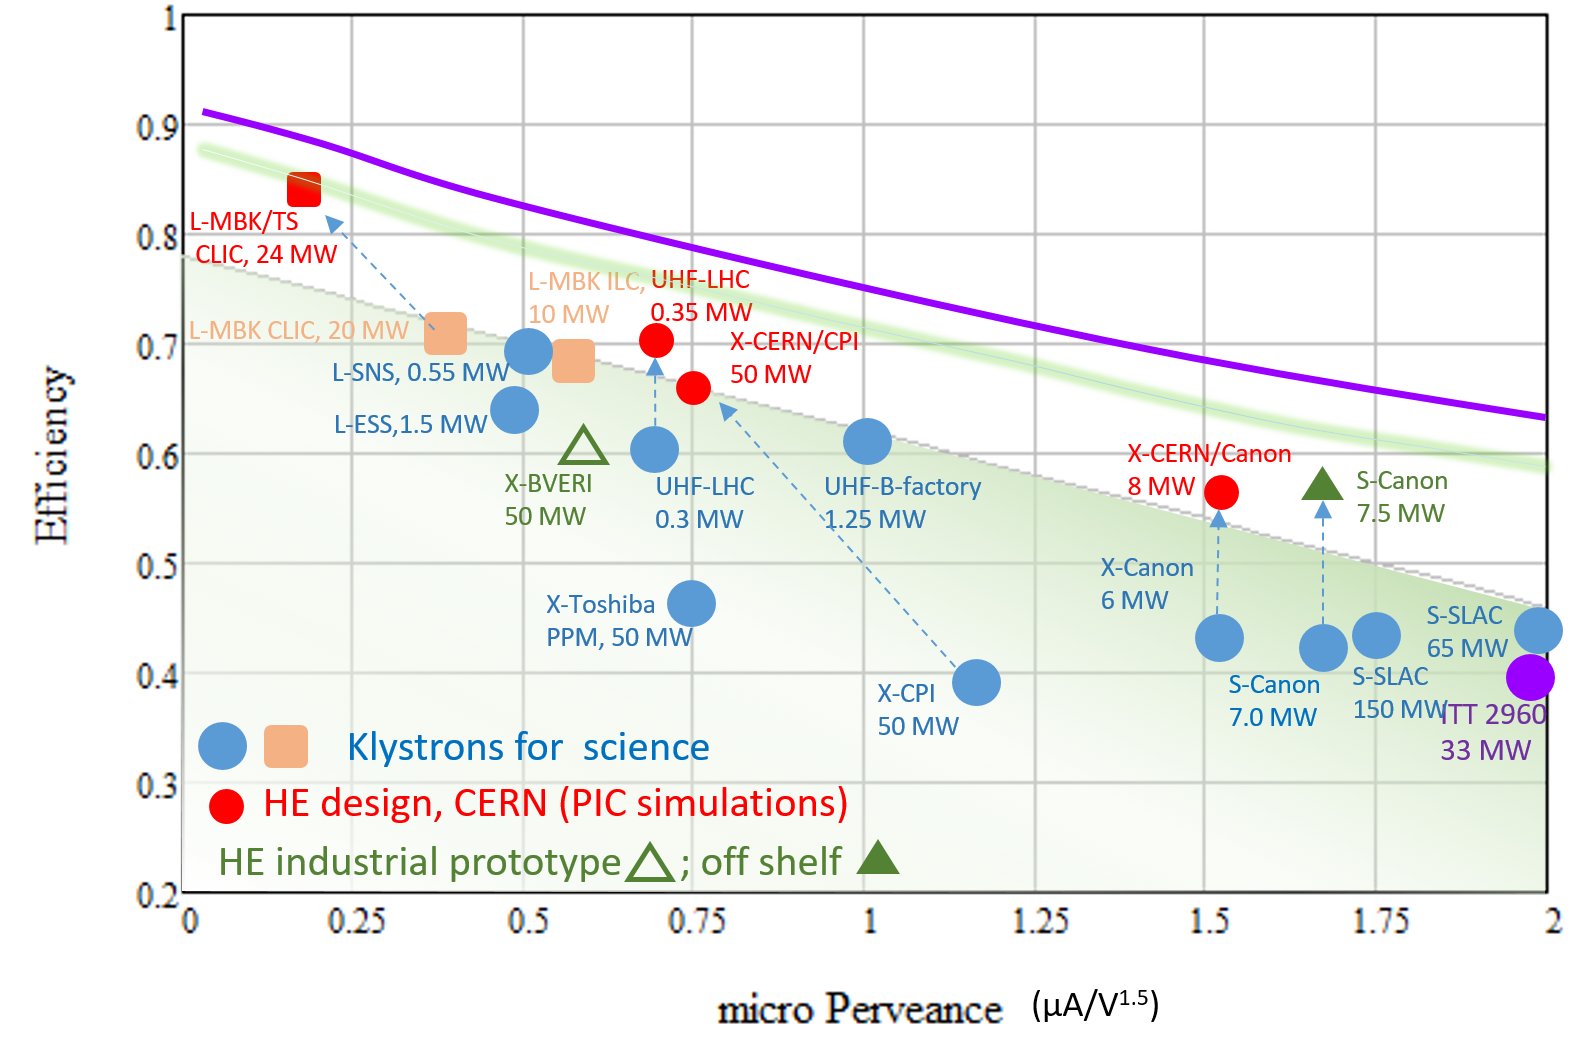 1
0.9
0.8
0.7
0.6
0.5
0.4
0.3
0.2
Efficiency
L-MBK/TS
CLIC, 24 MW
L-MBK ILC,
10 MW
UHF-LHC
0.35 MW
L-MBK CLIC, 20 MW
X-CERN/CPI
50 MW
L-SNS, 0.55 MW
L-ESS,1.5 MW
X-BVERI
50 MW
UHF-LHC
0.3 MW
UHF-B-factory
1.25 MW
X-CERN/Canon
8 MW
S-Canon
7.5 MW
X-Canon
6 MW
X-Toshiba
PPM, 50 MW
S-SLAC
65 MW
X-CPI
50 MW
S-Canon
7.0 MW
S-SLAC
150 MW
ITT 2960
33 MW
Klystrons for science
HE design, CERN (PIC simulations)
HE industrial prototype ; off shelf
0 0.25 0.5 0.75 1 1.25 1.5 1.75 2
micro Perveance (μA/V^1.5)